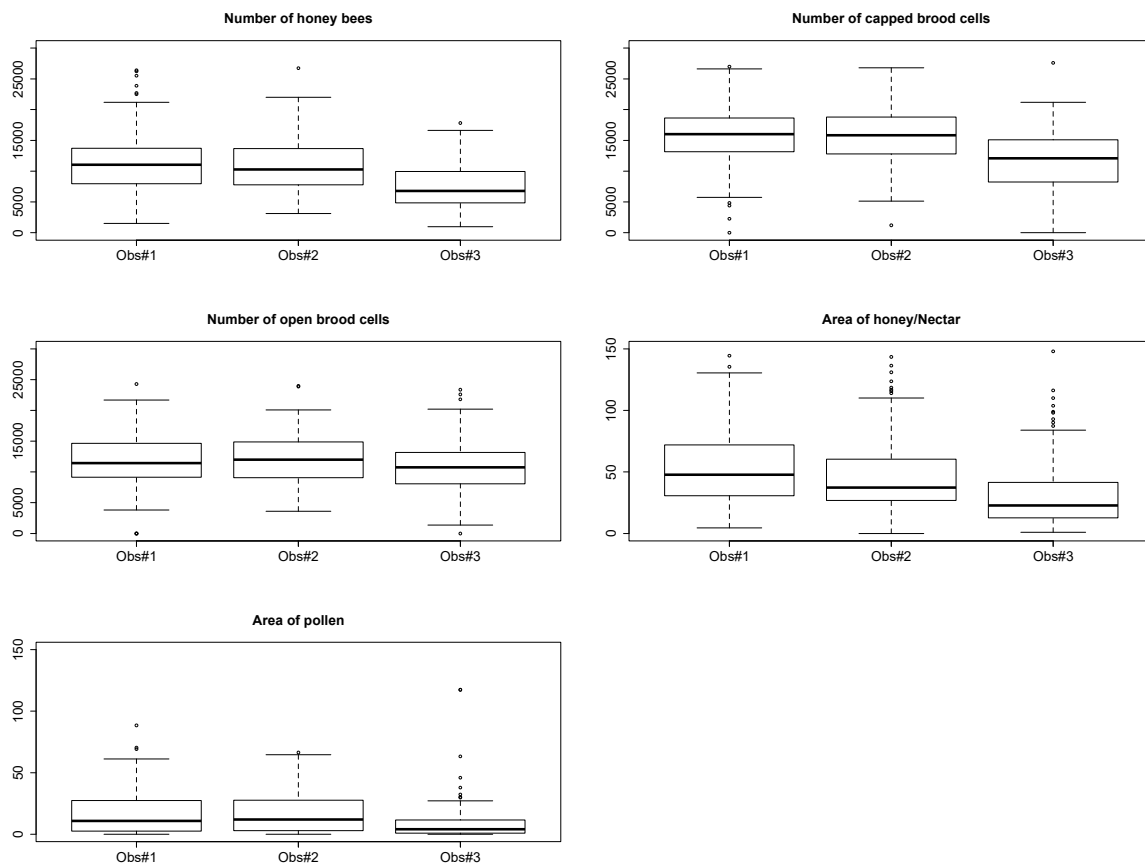 Number of honey bees
25000
15000
5000
0
Obs#1 Obs#2 Obs#3
Number of capped brood cells
25000
15000
5000
0
Obs#1 Obs#2 Obs#3
Number of open brood cells
25000
15000
5000
0
Obs#1 Obs#2 Obs#3
Area of honey/Nectar
150
100
50
0
Obs#1 Obs#2 Obs#3
Area of pollen
150
100
50
0
Obs#1 Obs#2 Obs#3